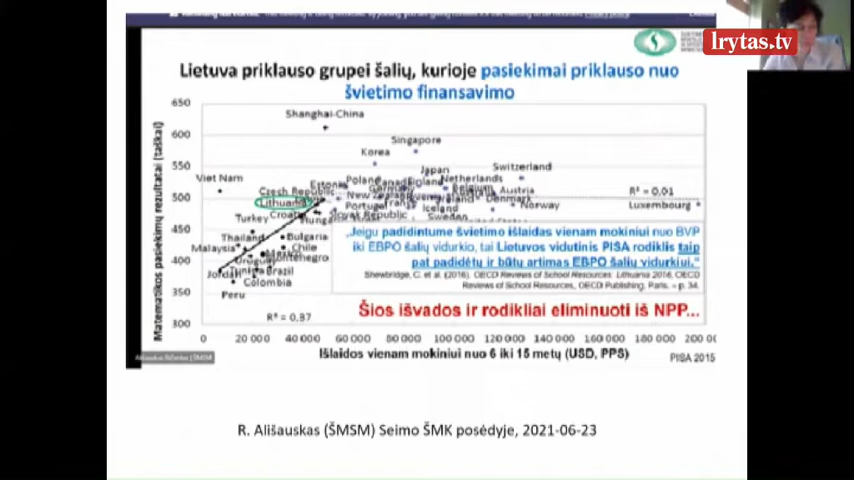 lrytas.tv
Lietuva priklauso grupei šalių, kurioje pasiekimai priklauso nuo
švietimo finansavimo
Matematikos pasiekimų rezultatai (taškai)
650
600
550
500
450
400
350
300
Shanghai-China
Singapore
Korea
Japan
Switzerland
Viet Nam
Poland
Netherlands
Estonia
Czech Republic
Germany
Belgium
Austria
R² = 0,01
Lithuania
New Zealand
Denmark
Portugal
France
Norway
Luxembourg
Iceland
Turkey
Croatia
Slovak Republic
Sweden
Thailand
Bulgaria
Malaysia
Chile
Mexico
Uruguay
Montenegro
Jordan
Tunisia
Brazil
Colombia
Peru
R² = 0,37
„Jeigu padidintume švietimo išlaidas vienam mokiniui nuo BVP
iki EBPO šalių vidurkio, tai Lietuvos vidutinis PISA rodiklis taip
pat padidėtų ir būtų artimas EBPO šalių vidurkiui."
Shewbridge, C. et al. (2016). OECD Reviews of School Resources: Lithuania 2016, OECD
Reviews of School Resources, OECD Publishing, Paris. – p. 34.
Šios išvados ir rodikliai eliminuoti iš NPP...
0
20 000
40 000
60 000
80 000
100 000
120 000
140 000
160 000
180 000
200 0
Išlaidos vienam mokiniui nuo 6 iki 15 metų (USD, PPS)
PISA 2015
R. Ališauskas (ŠMSM) Seimo ŠMK posėdyje, 2021-06-23